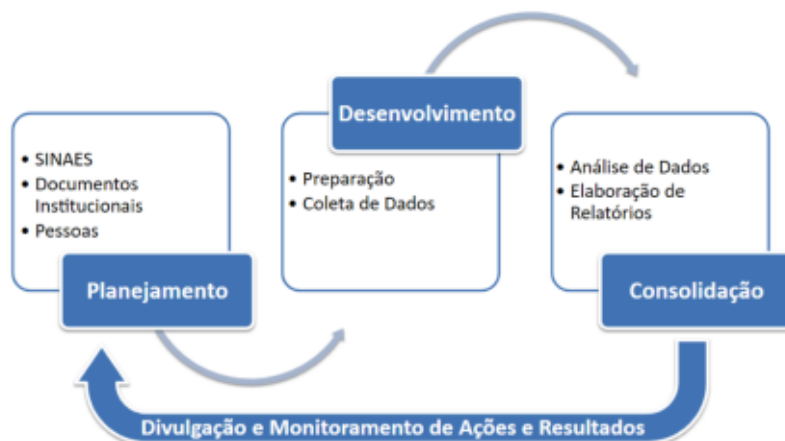 • SINAES
• Documentos
Institucionais
• Pessoas
Planejamento
Desenvolvimento
• Preparação
• Coleta de Dados
• Análise de Dados
• Elaboração de
Relatórios
Consolidação
Divulgação e Monitoramento de Ações e Resultados